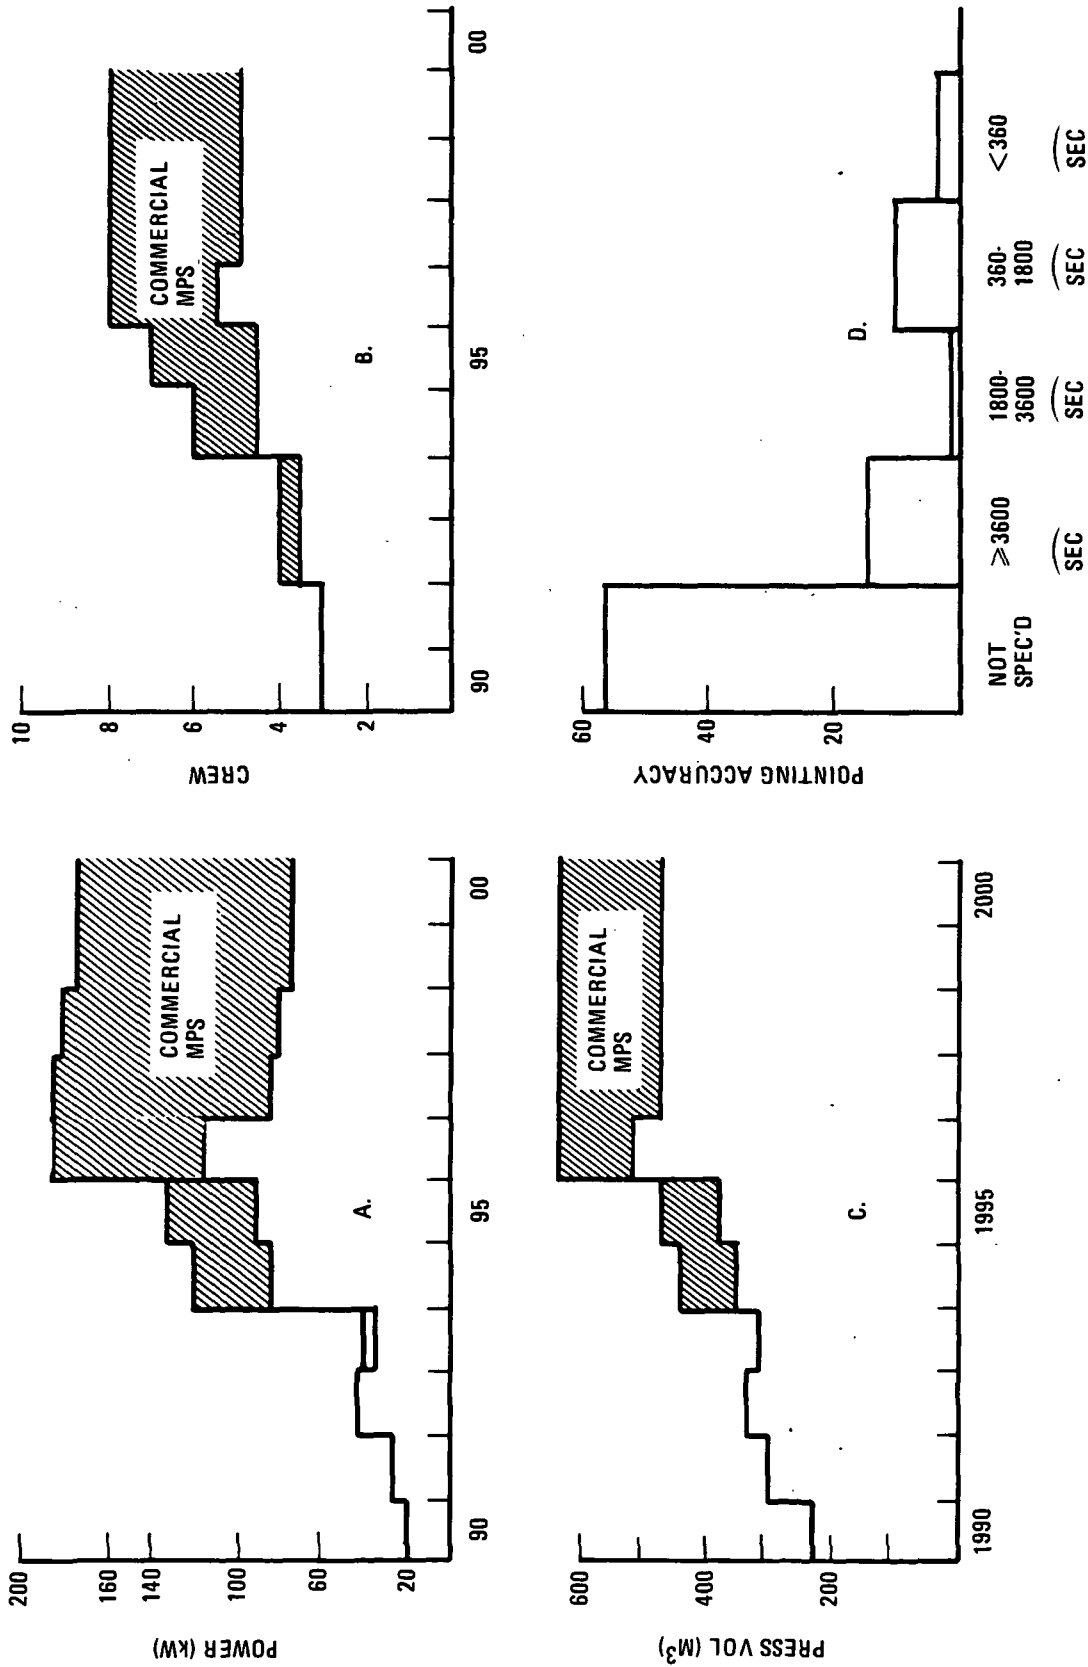 200
160
140
100
60
20
POWER (kW)
COMMERCIAL
MPS
A.
90
95
00
10
8
6
4
2
CREW
COMMERCIAL
MPS
B.
90
95
00
600
400
200
PRESS VOL (M³)
COMMERCIAL
MPS
C.
1990
1995
2000
60
40
20
POINTING ACCURACY
D.
NOT
SPEC'D
≥3600
SEC
1800-
3600
SEC
360-
1800
SEC
<360
SEC